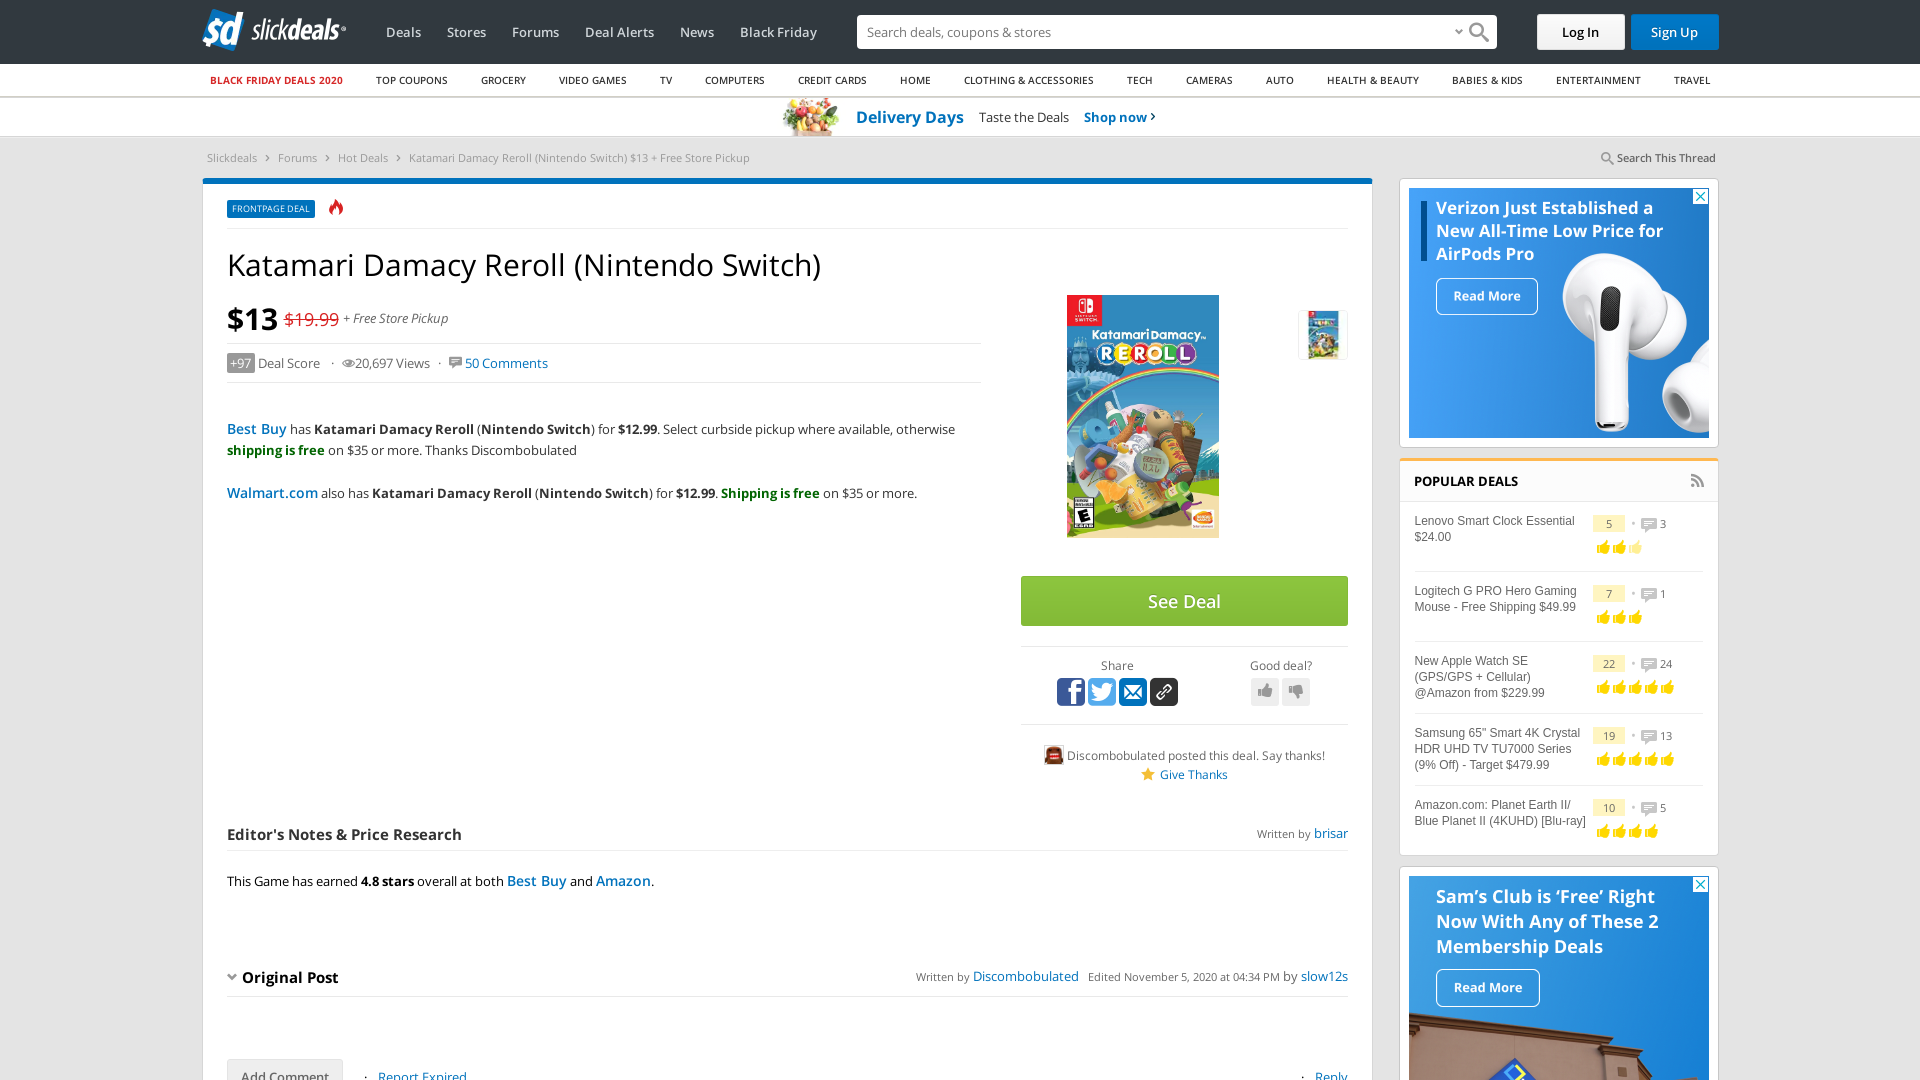 slickdeals
Deals
Stores
Forums
Deal Alerts
News
Black Friday
Search deals, coupons & stores
Log In
Sign Up
BLACK FRIDAY DEALS 2020
TOP COUPONS
GROCERY
VIDEO GAMES
TV
COMPUTERS
CREDIT CARDS
HOME
CLOTHING & ACCESSORIES
TECH
CAMERAS
AUTO
HEALTH & BEAUTY
BABIES & KIDS
ENTERTAINMENT
TRAVEL
Delivery Days Taste the Deals Shop now
Slickdeals > Forums > Hot Deals > Katamari Damacy Reroll (Nintendo Switch) $13 + Free Store Pickup
Search This Thread
FRONTPAGE DEAL
Katamari Damacy Reroll (Nintendo Switch)
$13 $19.99 + Free Store Pickup
+97 Deal Score · 20,697 Views · 50 Comments
Best Buy has Katamari Damacy Reroll (Nintendo Switch) for $12.99. Select curbside pickup where available, otherwise
shipping is free on $35 or more. Thanks Discombobulated
Walmart.com also has Katamari Damacy Reroll (Nintendo Switch) for $12.99. Shipping is free on $35 or more.
Katamari Damacy
REROLL
See Deal
Share
Good deal?
Discombobulated posted this deal. Say thanks!
Give Thanks
Editor's Notes & Price Research
Written by brisar
This Game has earned 4.8 stars overall at both Best Buy and Amazon.
Original Post
Written by Discombobulated Edited November 5, 2020 at 04:34 PM by slow12s
Add Comment
· Report Expired
· Reply
Verizon Just Established a
New All-Time Low Price for
AirPods Pro
Read More
POPULAR DEALS
Lenovo Smart Clock Essential
$24.00
5 • 3
Logitech G PRO Hero Gaming
Mouse - Free Shipping $49.99
7 • 1
New Apple Watch SE
(GPS/GPS + Cellular)
@Amazon from $229.99
22 • 24
Samsung 65" Smart 4K Crystal
HDR UHD TV TU7000 Series
(9% Off) - Target $479.99
19 • 13
Amazon.com: Planet Earth II/
Blue Planet II (4KUHD) [Blu-ray]
10 • 5
Sam's Club is ‘Free’ Right
Now With Any of These 2
Membership Deals
Read More